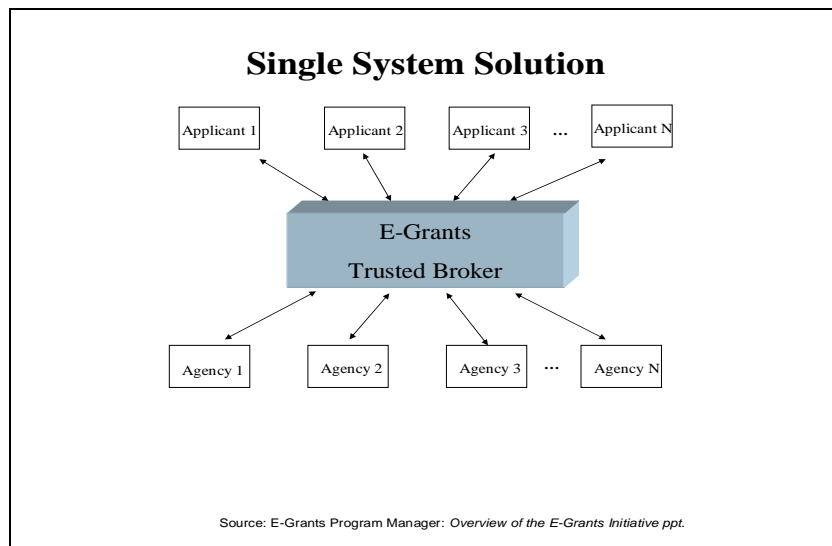 Single System Solution
Applicant 1 Applicant 2 Applicant 3 ... Applicant N
E-Grants
Trusted Broker
Agency 1 Agency 2 Agency 3 ... Agency N
Source: E-Grants Program Manager: Overview of the E-Grants Initiative ppt.